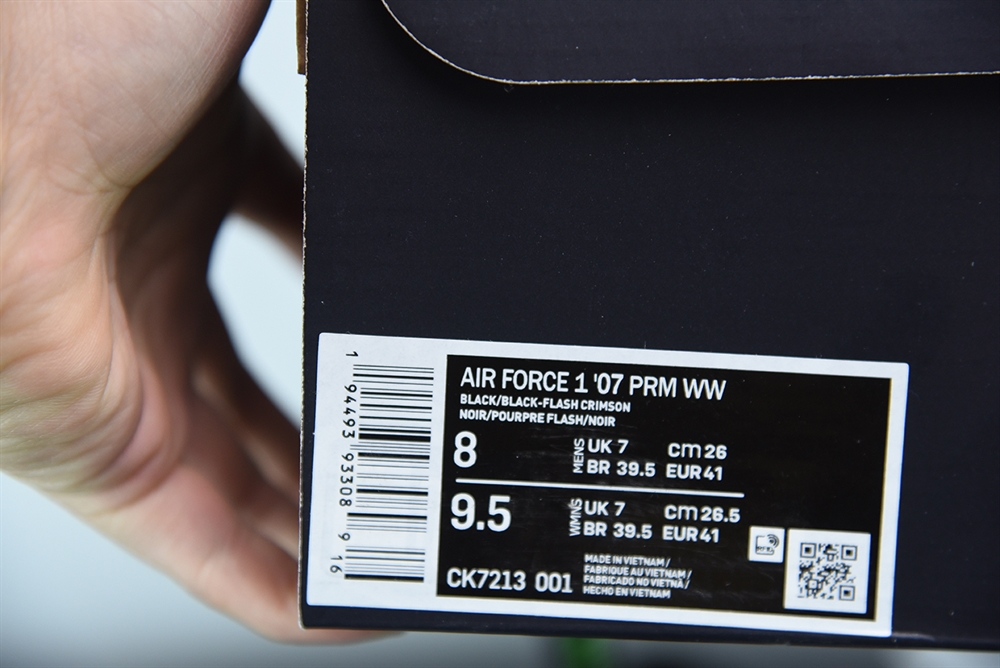 AIR FORCE 1 '07 PRM WW
BLACK/BLACK-FLASH CRIMSON
NOIR/POURPRE FLASH/NOIR
8 MENS UK 7 cm 26
BR 39.5 EUR 41
9.5 WMNS UK 7 cm 26.5
BR 39.5 EUR 41
CK7213 001
MADE IN VIETNAM/
FABRIQUE AU VIETNAM/
FABRICADO NO VIETNÃ/
HECHO EN VIETNAM
1 94493 93308 9 16